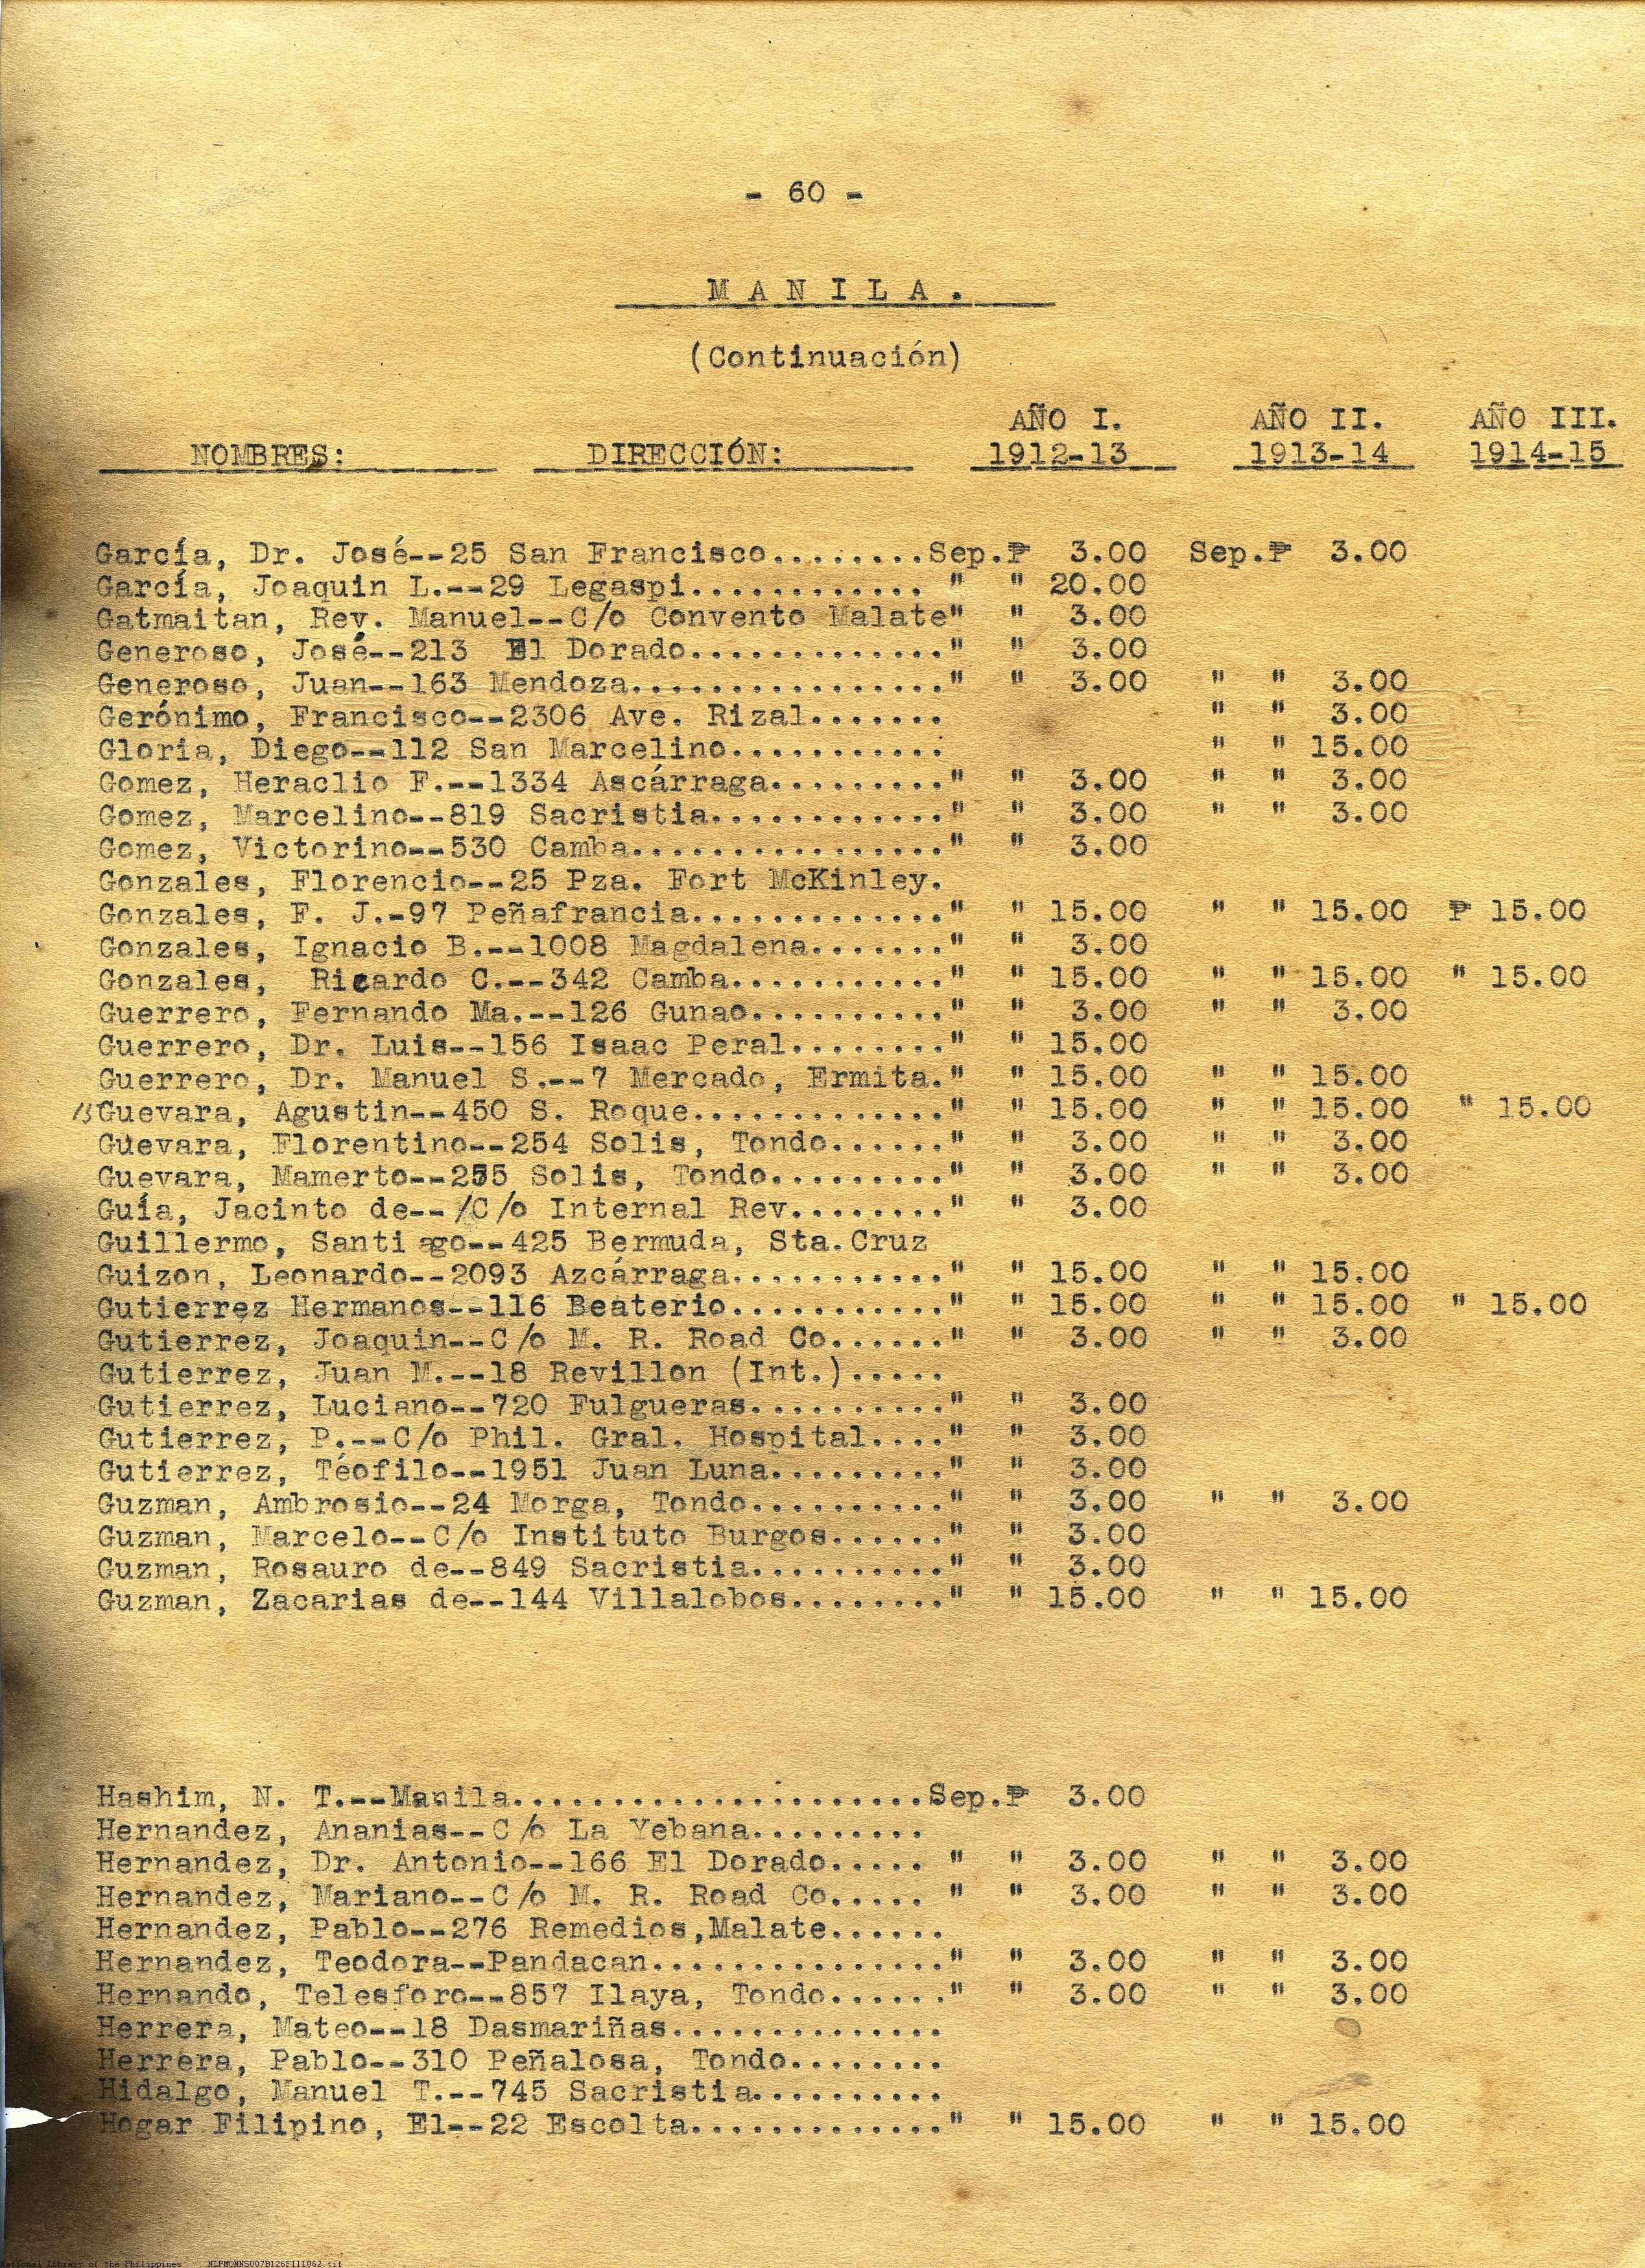 - 60 -
MANILA.
(Continuación)
AÑO I. AÑO II. AÑO III.
NOMBRES: DIRECCIÓN: 1912-13 1913-14 1914-15
García, Dr. José--25 San Francisco........Sep.₱ 3.00 Sep.₱ 3.00
García, Joaquin L.--29 Legaspi............ " " 20.00
Gatmaitan, Rev. Manuel--C/o Convento Malate" " 3.00
Generoso, José--213 El Dorado............." " 3.00
Generoso, Juan--163 Mendoza................" " 3.00 " " 3.00
Gerónimo, Francisco--2306 Ave. Rizal....... " " 3.00
Gloria, Diego--112 San Marcelino........... " " 15.00
Gomez, Heraclio F.--1334 Ascárraga........." " 3.00 " " 3.00
Gomez, Marcelino--819 Sacristia............" " 3.00 " " 3.00
Gomez, Victorino--530 Camba................" " 3.00
Gonzales, Florencio--25 Pza. Fort McKinley.
Gonzales, F. J.-97 Peñafrancia............." " 15.00 " " 15.00 ₱ 15.00
Gonzales, Ignacio B.--1008 Magdalena......." " 3.00
Gonzales, Ricardo C.--342 Camba..........." " 15.00 " " 15.00 " 15.00
Guerrero, Fernando Ma.--126 Gunao.........." " 3.00 " " 3.00
Guerrero, Dr. Luis--156 Isaac Peral........" " 15.00
Guerrero, Dr. Manuel S.--7 Mercado, Ermita." " 15.00 " " 15.00
Guevara, Agustin--450 S. Roque............." " 15.00 " " 15.00 " 15.00
Guevara, Florentino--254 Solis, Tondo......" " 3.00 " " 3.00
Guevara, Mamerto--255 Solis, Tondo........." " 3.00 " " 3.00
Guía, Jacinto de--/C/o Internal Rev........" " 3.00
Guillermo, Santiago--425 Bermuda, Sta.Cruz
Guizon, Leonardo--2093 Azcárraga..........." " 15.00 " " 15.00
Gutierrez Hermanos--116 Beaterio..........." " 15.00 " " 15.00 " 15.00
Gutierrez, Joaquin--C/o M. R. Road Co......" " 3.00 " " 3.00
Gutierrez, Juan M.--18 Revillon (Int.).....
Gutierrez, Luciano--720 Fulgueras.........." " 3.00
Gutierrez, P.--C/o Phil. Gral. Hospital...." " 3.00
Gutierrez, Teofilo--1951 Juan Luna........." " 3.00
Guzman, Ambrosio--24 Morga, Tondo.........." " 3.00 " " 3.00
Guzman, Marcelo--C/o Instituto Burgos......" " 3.00
Guzman, Rosauro de--849 Sacristia.........." " 3.00
Guzman, Zacarias de--144 Villalobos........" " 15.00 " " 15.00
Hashim, N. T.--Manila.....................Sep.₱ 3.00
Hernandez, Ananias--C/o La Yebana.........
Hernandez, Dr. Antonio--166 El Dorado..... " " 3.00 " " 3.00
Hernandez, Mariano--C/o M. R. Road Co..... " " 3.00 " " 3.00
Hernandez, Pablo--276 Remedios,Malate......
Hernandez, Teodora--Pandacan..............." " 3.00 " " 3.00
Hernando, Telesforo--857 Ilaya, Tondo......" " 3.00 " " 3.00
Herrera, Mateo--18 Dasmariñas..............
Herrera, Pablo--310 Peñalosa, Tondo........
Hidalgo, Manuel T.--745 Sacristia..........
Hogar Filipino, El--22 Escolta............." " 15.00 " " 15.00
National Library of the Philippines NLPMQMNS007B126F111062.tif